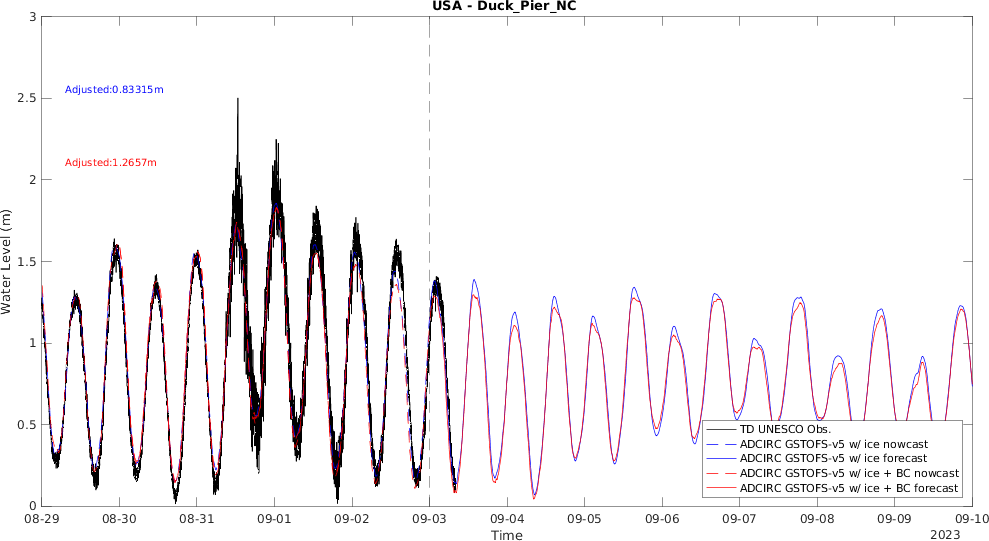 USA - Duck_Pier_NC
3
2.5
2
1.5
1
0.5
0
Water Level (m)
Adjusted:0.83315m
Adjusted:1.2657m
TD UNESCO Obs.
ADCIRC GSTOFS-v5 w/ ice nowcast
ADCIRC GSTOFS-v5 w/ ice forecast
ADCIRC GSTOFS-v5 w/ ice + BC nowcast
ADCIRC GSTOFS-v5 w/ ice + BC forecast
08-29 08-30 08-31 09-01 09-02 09-03 09-04 09-05 09-06 09-07 09-08 09-09 09-10
Time
2023